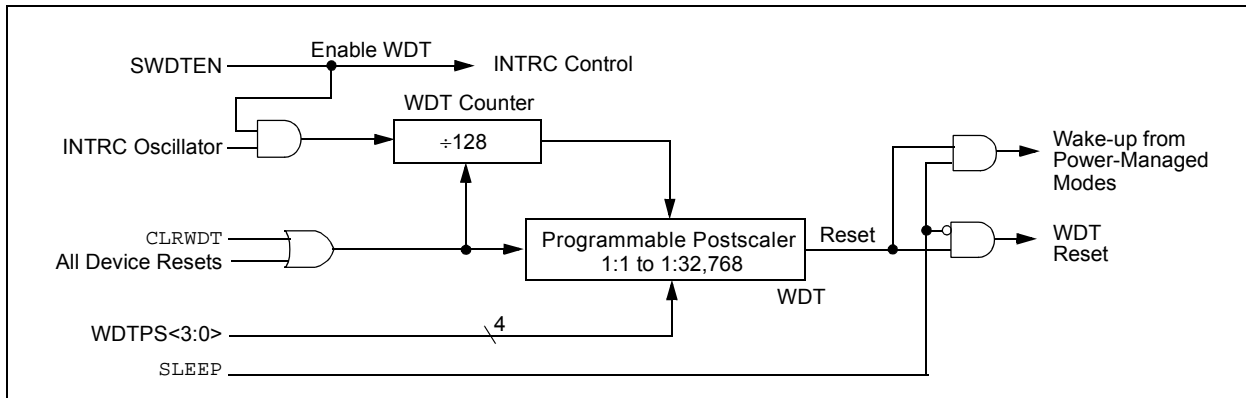 Enable WDT
SWDTEN
INTRC Control
WDT Counter
INTRC Oscillator
÷128
Wake-up from
Power-Managed
Modes
CLRWDT
All Device Resets
Programmable Postscaler
1:1 to 1:32,768
Reset
WDT
Reset
WDT
WDTPS<3:0>
4
SLEEP